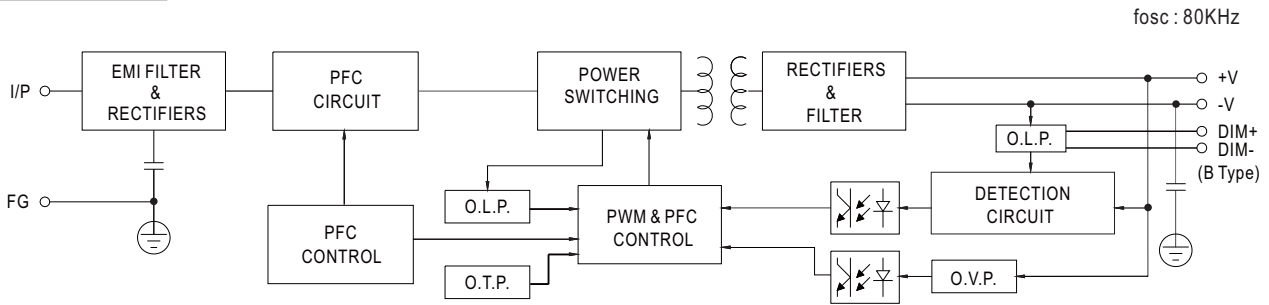 fosc : 80KHz
I/P
EMI FILTER
&
RECTIFIERS
PFC
CIRCUIT
POWER
SWITCHING
RECTIFIERS
&
FILTER
+V
-V
O.L.P.
DIM+
DIM-
(B Type)
FG
O.L.P.
PFC
CONTROL
PWM & PFC
CONTROL
DETECTION
CIRCUIT
O.T.P.
O.V.P.